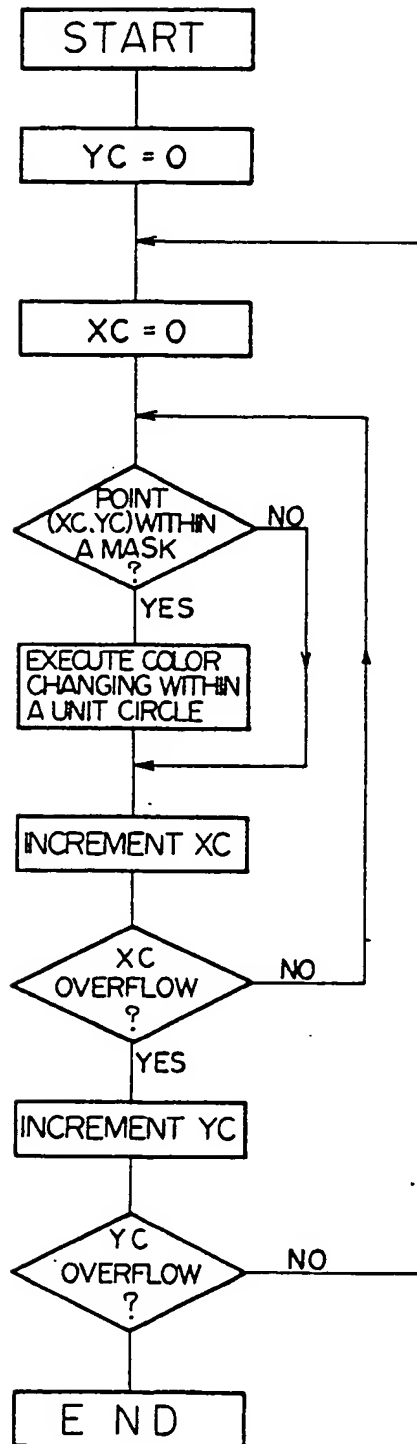 START
YC = 0
XC = 0
POINT
(XC.YC) WITHIN
A MASK
?
NO
YES
EXECUTE COLOR
CHANGING WITHIN
A UNIT CIRCLE
INCREMENT XC
XC
OVERFLOW
?
NO
YES
INCREMENT YC
YC
OVERFLOW
?
NO
END